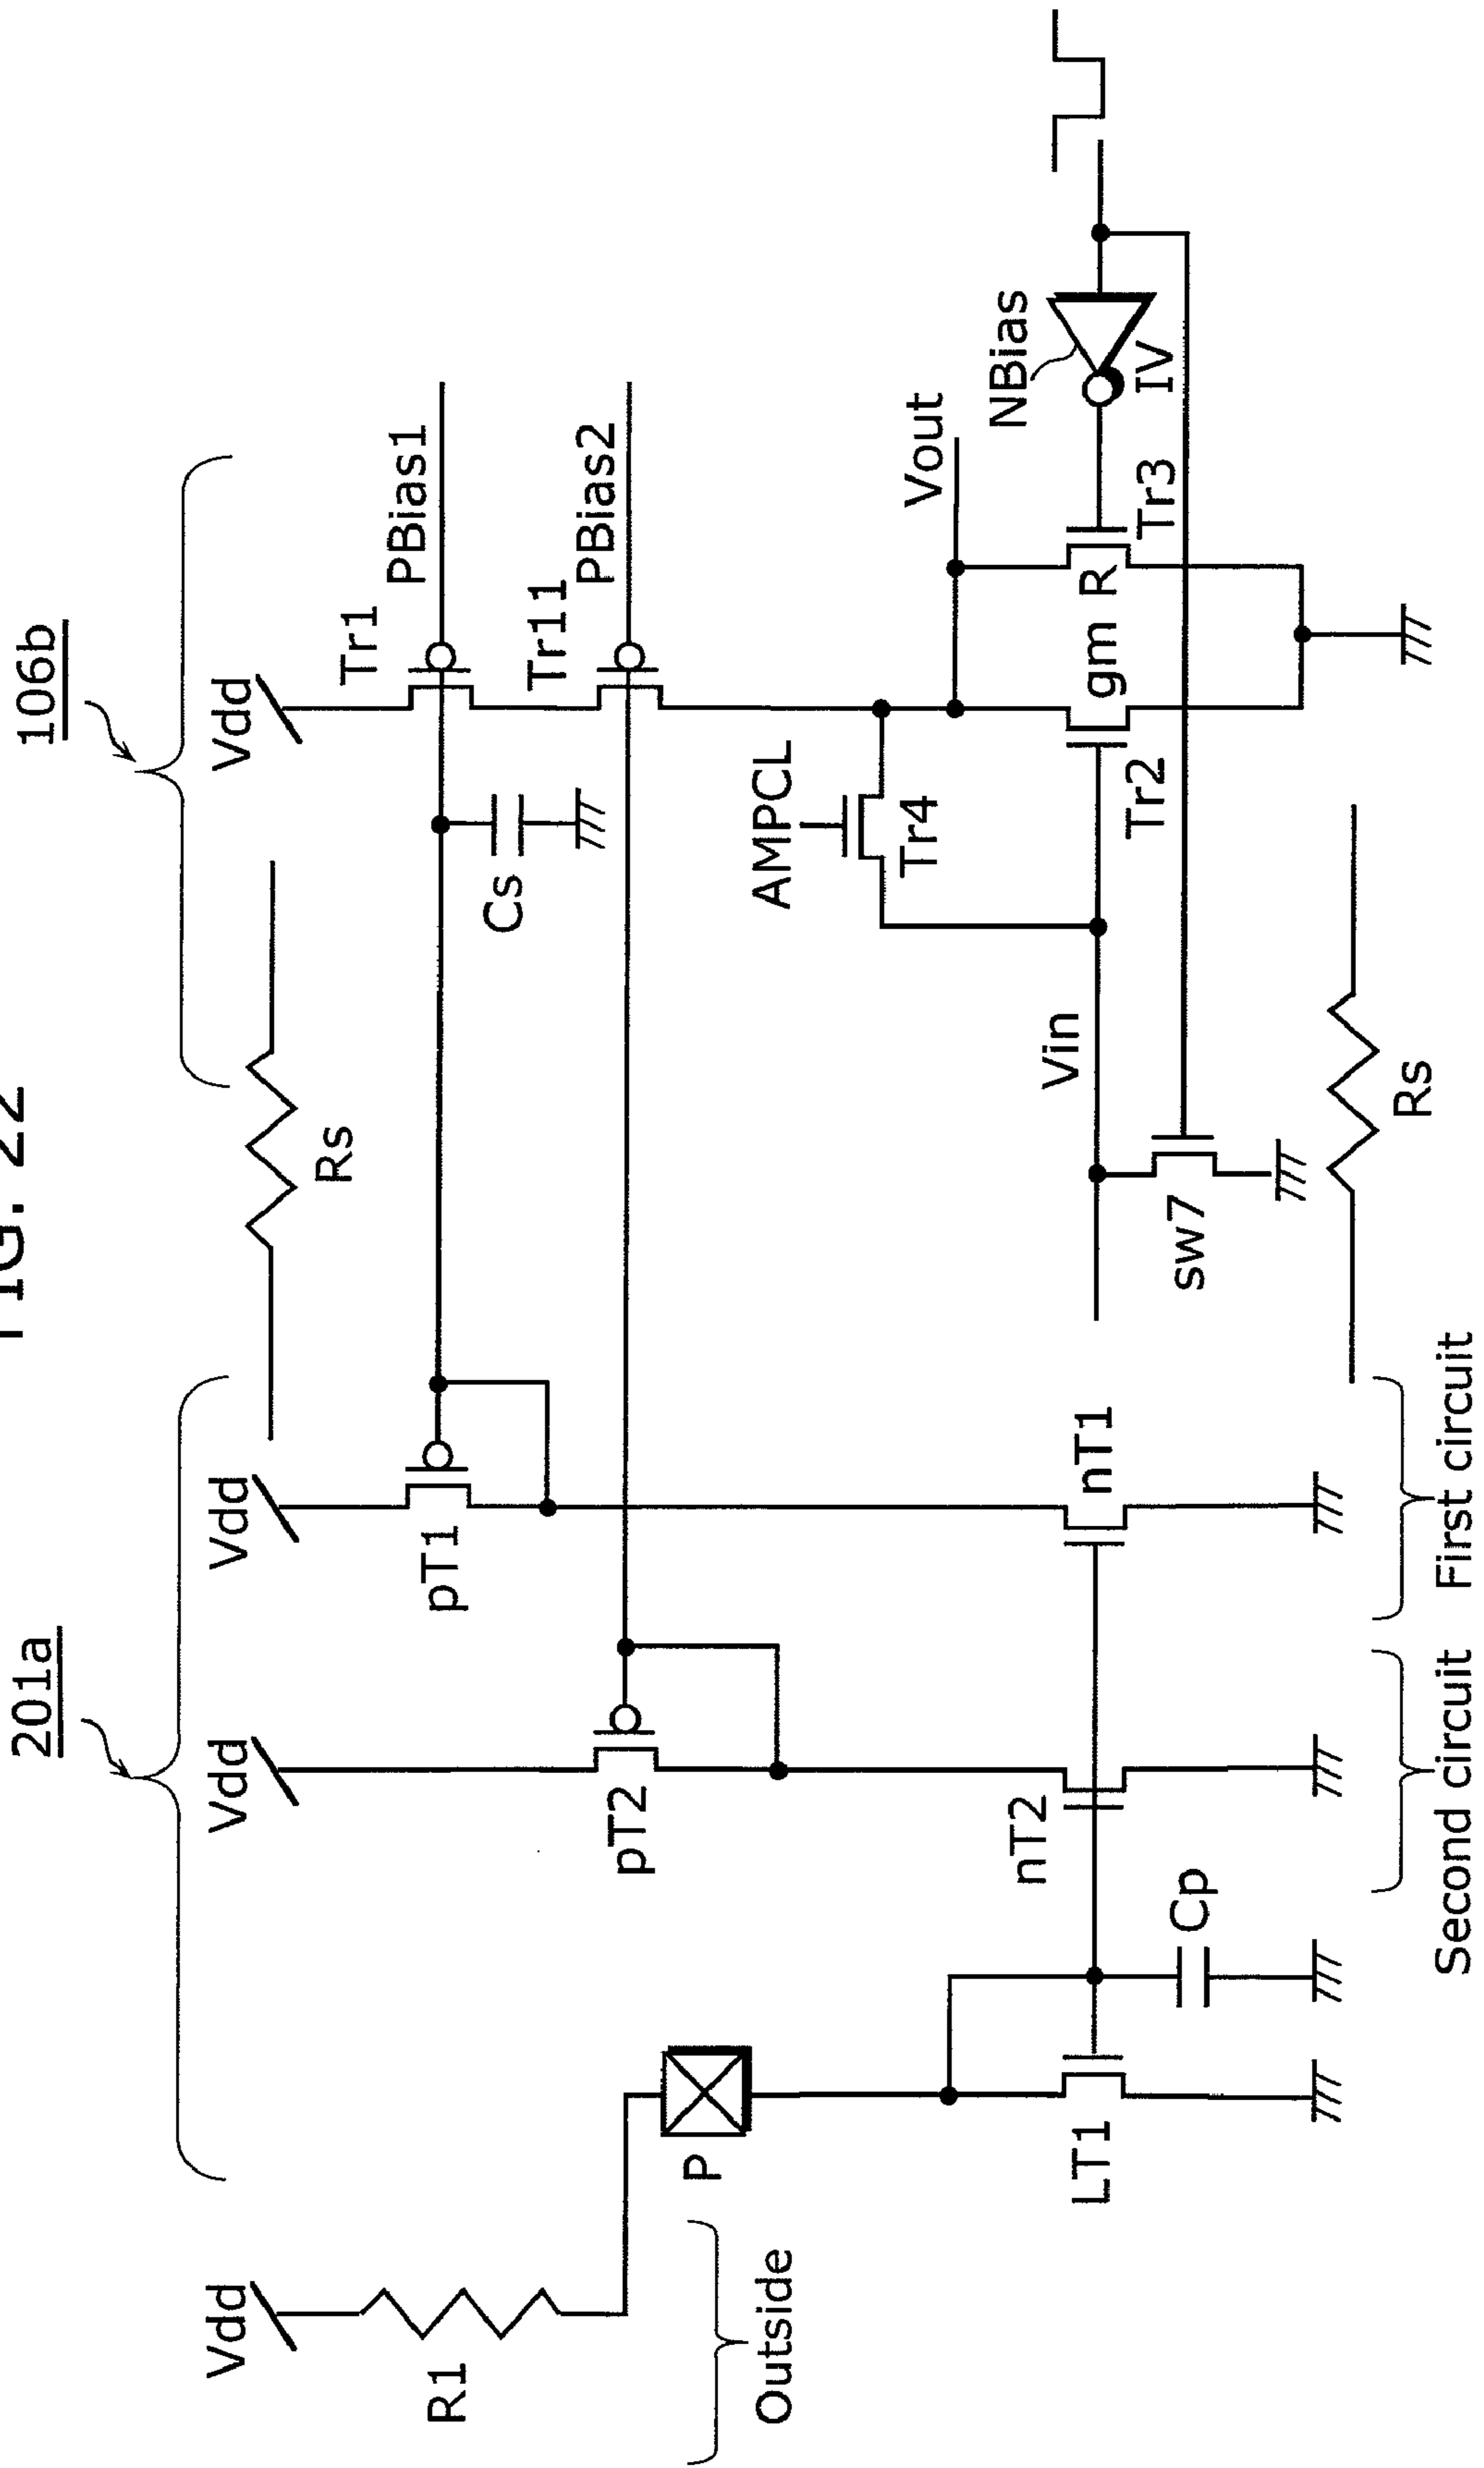 FIG. 22
201a
106b
Vdd
Vdd
Vdd
Vdd
Rs
R1
pT2
pT1
Tr1
PBias1
Cs
Tr11
PBias2
P
Outside
AMPCL
Tr4
Vout
LT1
nT2
nT1
Vin
gm
R
NBias
Cp
sw7
Tr2
Tr3
IV
Rs
Second circuit
First circuit